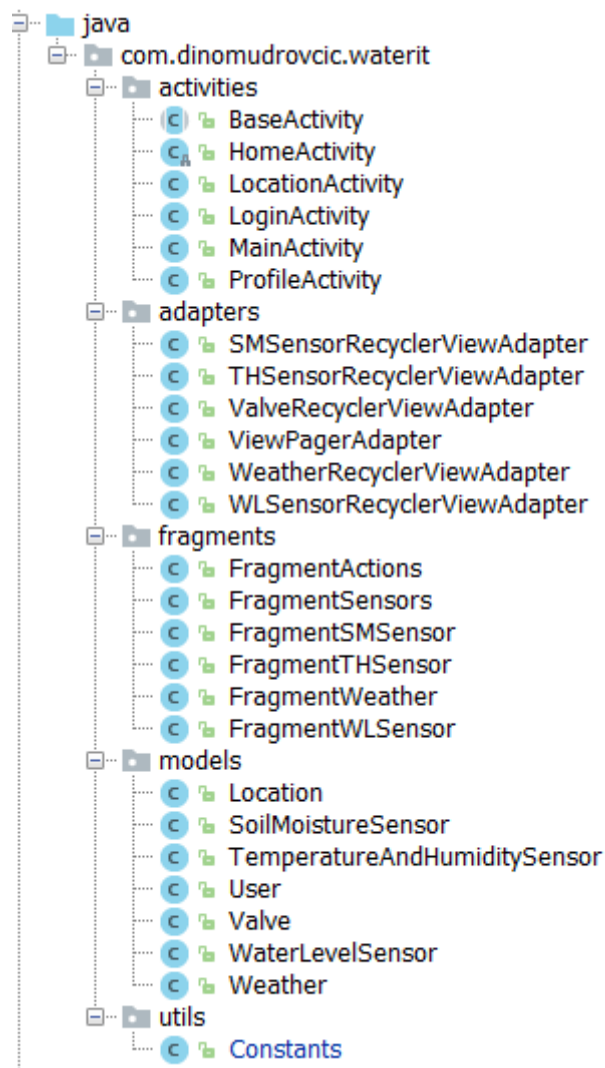 java
com.dinomudrovcic.waterit
activities
BaseActivity
HomeActivity
LocationActivity
LoginActivity
MainActivity
ProfileActivity
adapters
SMSensorRecyclerViewAdapter
THSensorRecyclerViewAdapter
ValveRecyclerViewAdapter
ViewPagerAdapter
WeatherRecyclerViewAdapter
WLSensorRecyclerViewAdapter
fragments
FragmentActions
FragmentSensors
FragmentSMSensor
FragmentTHSensor
FragmentWeather
FragmentWLSensor
models
Location
SoilMoistureSensor
TemperatureAndHumiditySensor
User
Valve
WaterLevelSensor
Weather
utils
Constants